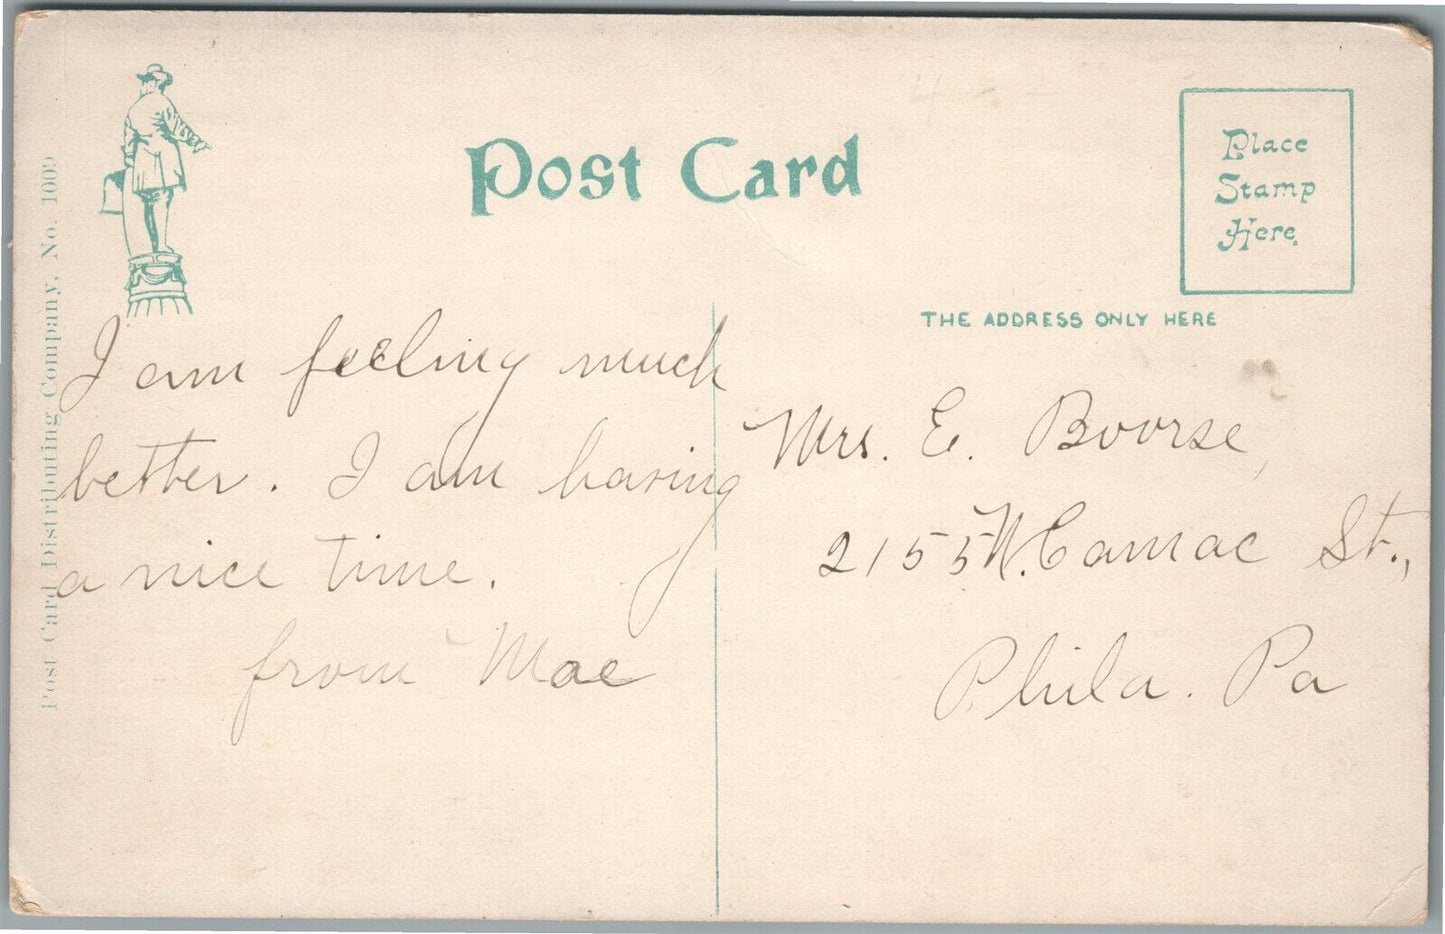 Post Card
Place
Stamp
Here.
THE ADDRESS ONLY HERE
Post Card Distributing Company, No. 1009
I am feeling much
better. I am having
a nice time.
from Mae
Mrs. E. Boorse,
2155 N. Camac St.,
Phila. Pa